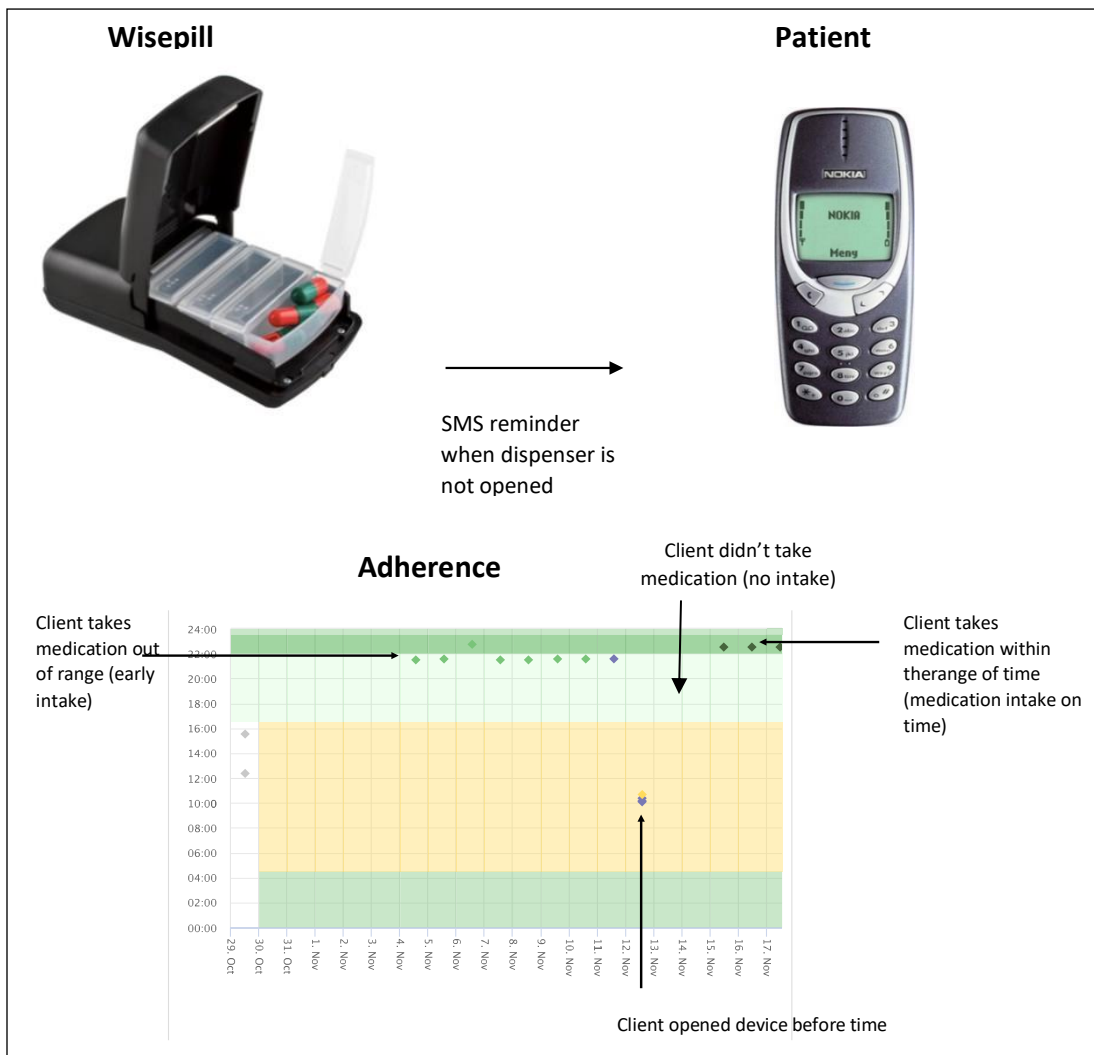 Wisepill
Patient
NOKIA
NOKIA
Meny
SMS reminder
when dispenser is
not opened
Adherence
Client didn't take
medication (no intake)
Client takes
medication out
of range (early
intake)
Client takes
medication within
therange of time
(medication intake on
time)
24:00
22:00
20:00
18:00
16:00
14:00
12:00
10:00
08:00
06:00
04:00
02:00
00:00
29. Oct
30. Oct
31. Oct
1. Nov
2. Nov
3. Nov
4. Nov
5. Nov
6. Nov
7. Nov
8. Nov
9. Nov
10. Nov
11. Nov
12. Nov
13. Nov
14. Nov
15. Nov
16. Nov
17. Nov
Client opened device before time